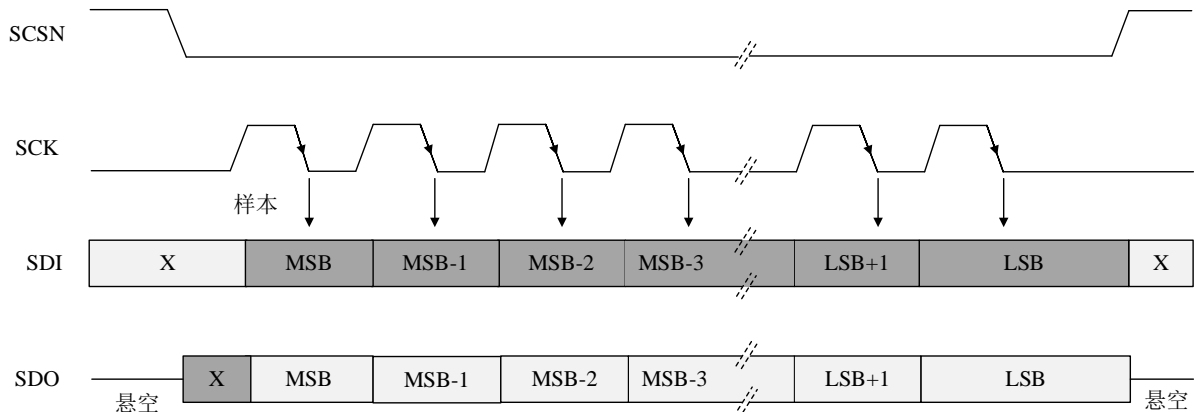 SCSN
SCK
样本
SDI X MSB MSB-1 MSB-2 MSB-3 LSB+1 LSB X
SDO X MSB MSB-1 MSB-2 MSB-3 LSB+1 LSB
悬空 悬空